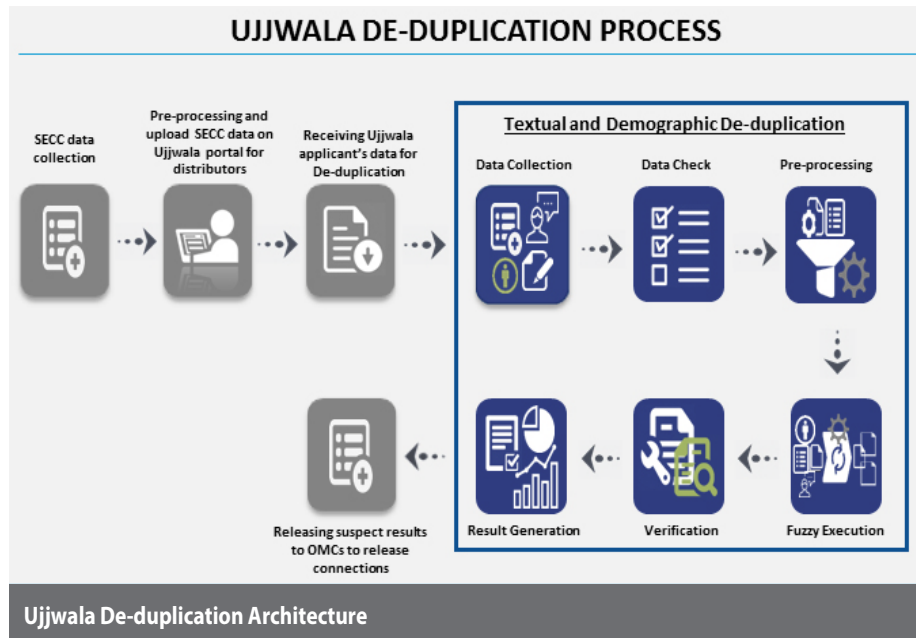 UJJWALA DE-DUPLICATION PROCESS
SECC data
collection
Pre-processing and
upload SECC data on
Ujjwala portal for
distributors
Receiving Ujjwala
applicant's data for
De-duplication
Textual and Demographic De-duplication
Data Collection
Data Check
Pre-processing
Releasing suspect results
to OMCs to release
connections
Result Generation
Verification
Fuzzy Execution
Ujjwala De-duplication Architecture